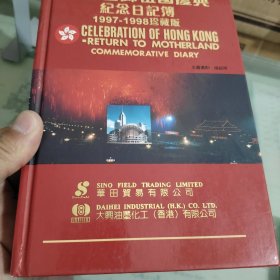 紀念日記簿
1997-1998珍藏版
CELEBRATION OF HONG KONG
-RETURN TO MOTHERLAND
COMMEMORATIVE DIARY
SINO FIELD TRADING LIMITED
華田貿易有限公司
DAIHEI INDUSTRIAL (H.K.) CO. LTD.
大興油墨化工(香港)有限公司